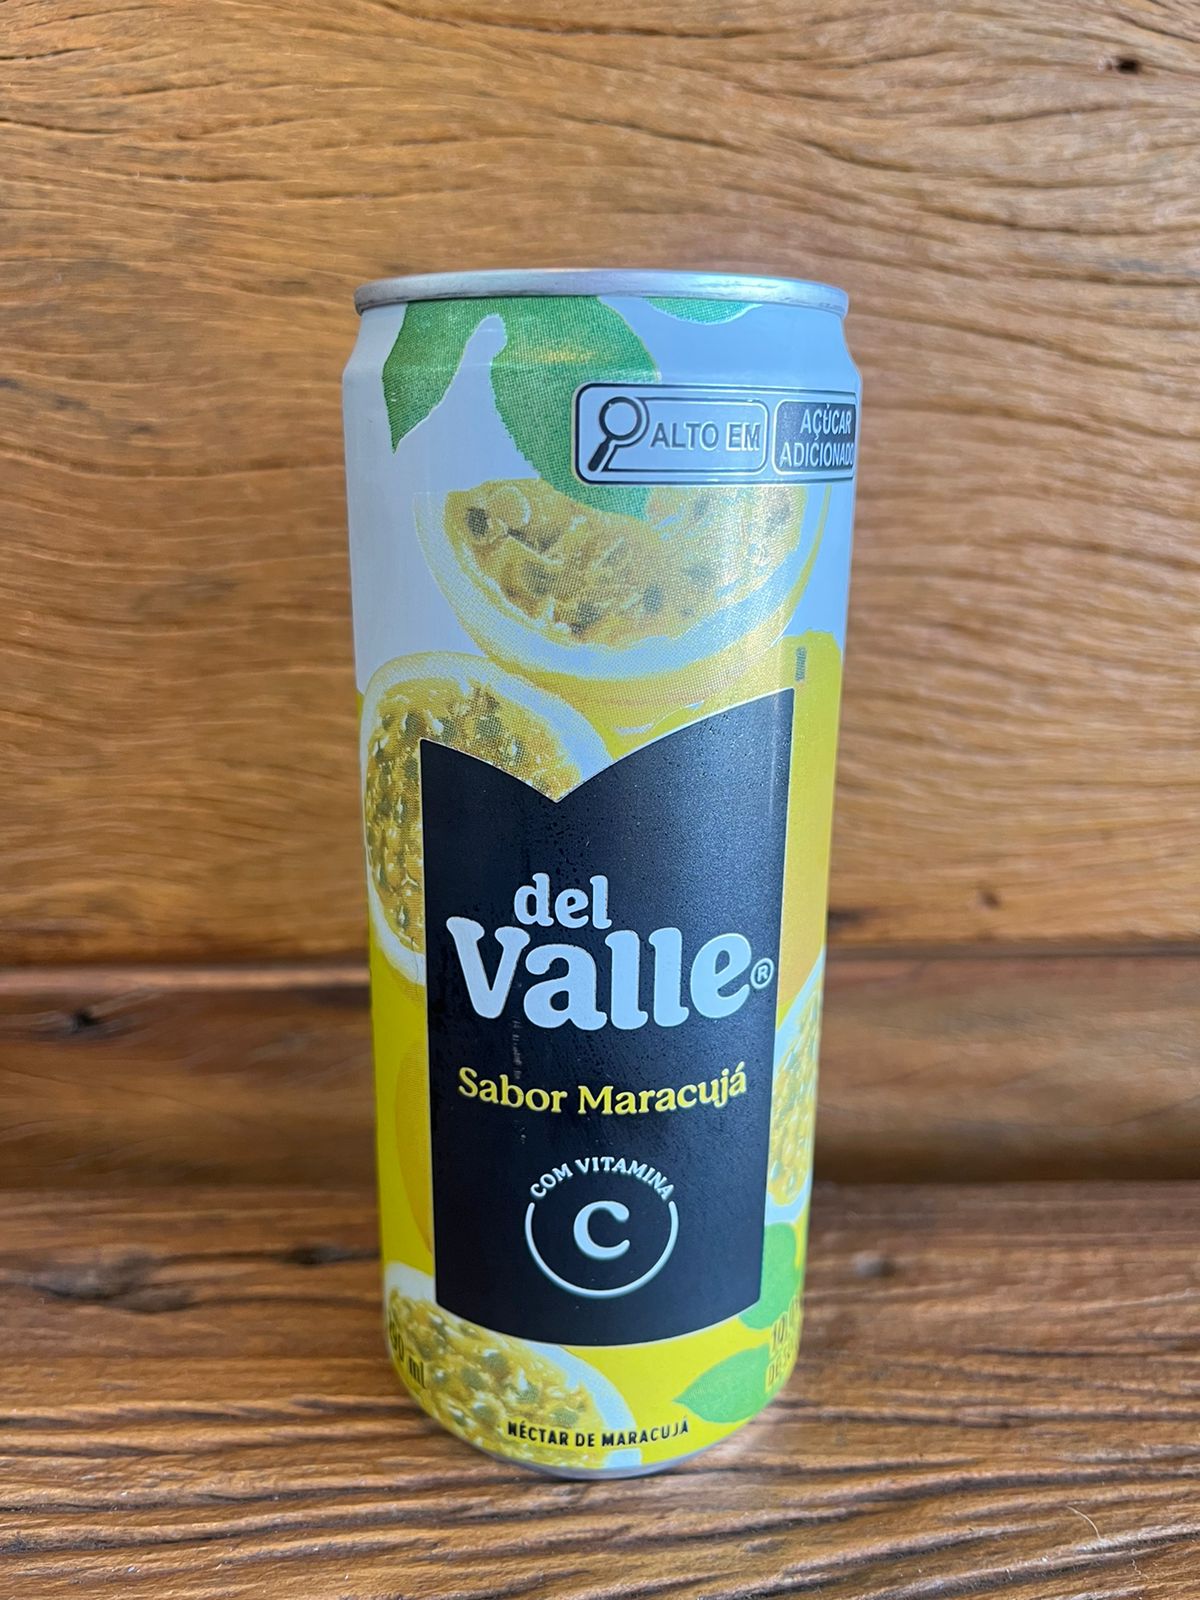 ALTO EM
AÇÚCAR
ADICIONADO
del
Valle®
Sabor Maracujá
COM VITAMINA
C
NÉCTAR DE MARACUJÁ